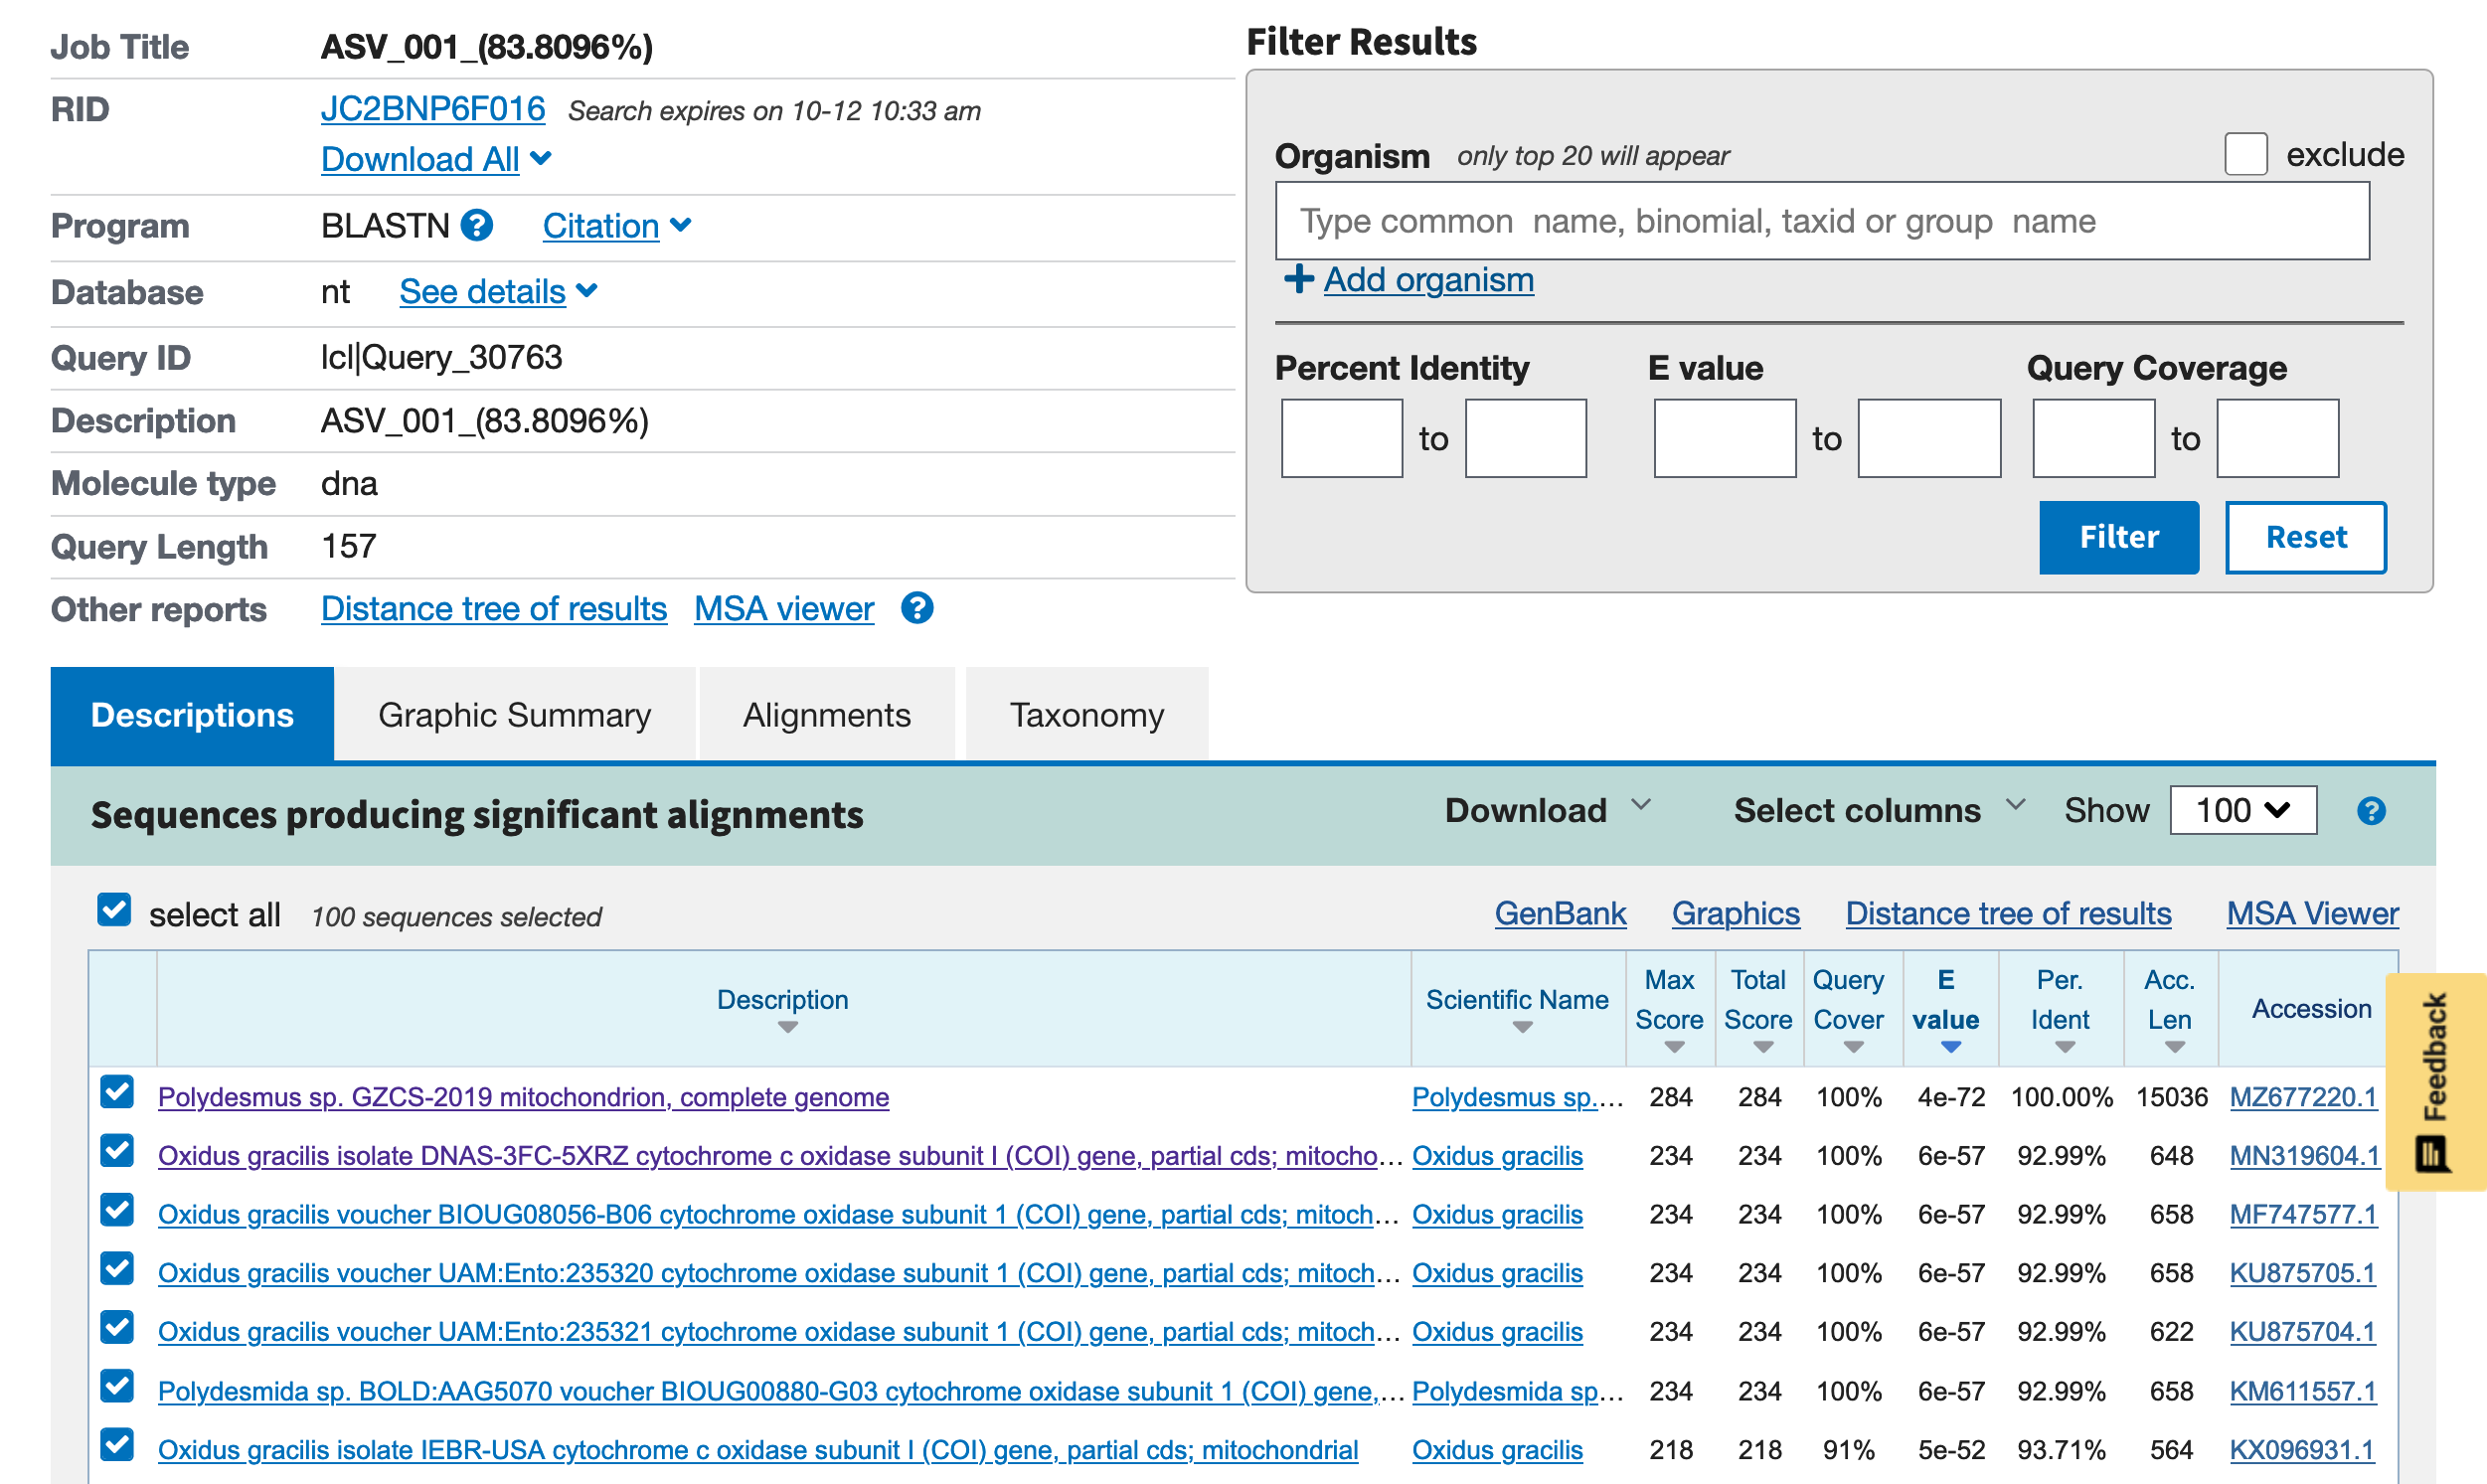 Job Title ASV_001_(83.8096%)
RID JC2BNP6F016 Search expires on 10-12 10:33 am
Download All
Program BLASTN ? Citation
Database nt See details
Query ID lcl|Query_30763
Description ASV_001_(83.8096%)
Molecule type dna
Query Length 157
Other reports Distance tree of results MSA viewer ?
Filter Results
Organism only top 20 will appear exclude
Type common name, binomial, taxid or group name
+ Add organism
Percent Identity E value Query Coverage
to to to
Filter Reset
Descriptions Graphic Summary Alignments Taxonomy
Sequences producing significant alignments Download Select columns Show 100 ?
select all 100 sequences selected GenBank Graphics Distance tree of results MSA Viewer
Description Scientific Name Max Score Total Score Query Cover E value Per. Ident Acc. Len Accession
Polydesmus sp. GZCS-2019 mitochondrion, complete genome Polydesmus sp.... 284 284 100% 4e-72 100.00% 15036 MZ677220.1
Oxidus gracilis isolate DNAS-3FC-5XRZ cytochrome c oxidase subunit I (COI) gene, partial cds; mitocho... Oxidus gracilis 234 234 100% 6e-57 92.99% 648 MN319604.1
Oxidus gracilis voucher BIOUG08056-B06 cytochrome oxidase subunit 1 (COI) gene, partial cds; mitoch... Oxidus gracilis 234 234 100% 6e-57 92.99% 658 MF747577.1
Oxidus gracilis voucher UAM:Ento:235320 cytochrome oxidase subunit 1 (COI) gene, partial cds; mitoch... Oxidus gracilis 234 234 100% 6e-57 92.99% 658 KU875705.1
Oxidus gracilis voucher UAM:Ento:235321 cytochrome oxidase subunit 1 (COI) gene, partial cds; mitoch... Oxidus gracilis 234 234 100% 6e-57 92.99% 622 KU875704.1
Polydesmida sp. BOLD:AAG5070 voucher BIOUG00880-G03 cytochrome oxidase subunit 1 (COI) gene,... Polydesmida sp... 234 234 100% 6e-57 92.99% 658 KM611557.1
Oxidus gracilis isolate IEBR-USA cytochrome c oxidase subunit I (COI) gene, partial cds; mitochondrial Oxidus gracilis 218 218 91% 5e-52 93.71% 564 KX096931.1
Feedback